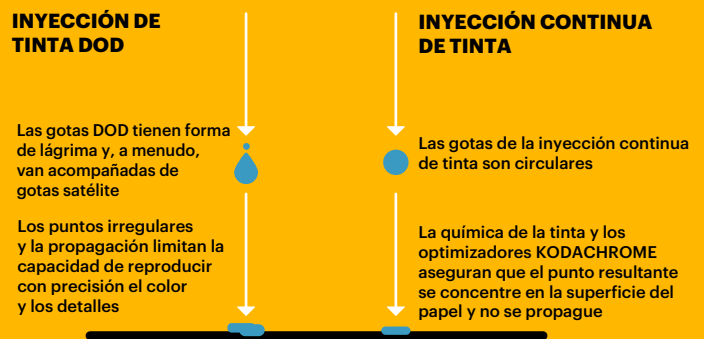 INYECCIÓN DE
TINTA DOD
Las gotas DOD tienen forma
de lágrima y, a menudo,
van acompañadas de
gotas satélite
Los puntos irregulares
y la propagación limitan la
capacidad de reproducir
con precisión el color
y los detalles
INYECCIÓN CONTINUA
DE TINTA
Las gotas de la inyección continua
de tinta son circulares
La química de la tinta y los
optimizadores KODACHROME
aseguran que el punto resultante
se concentre en la superficie del
papel y no se propague